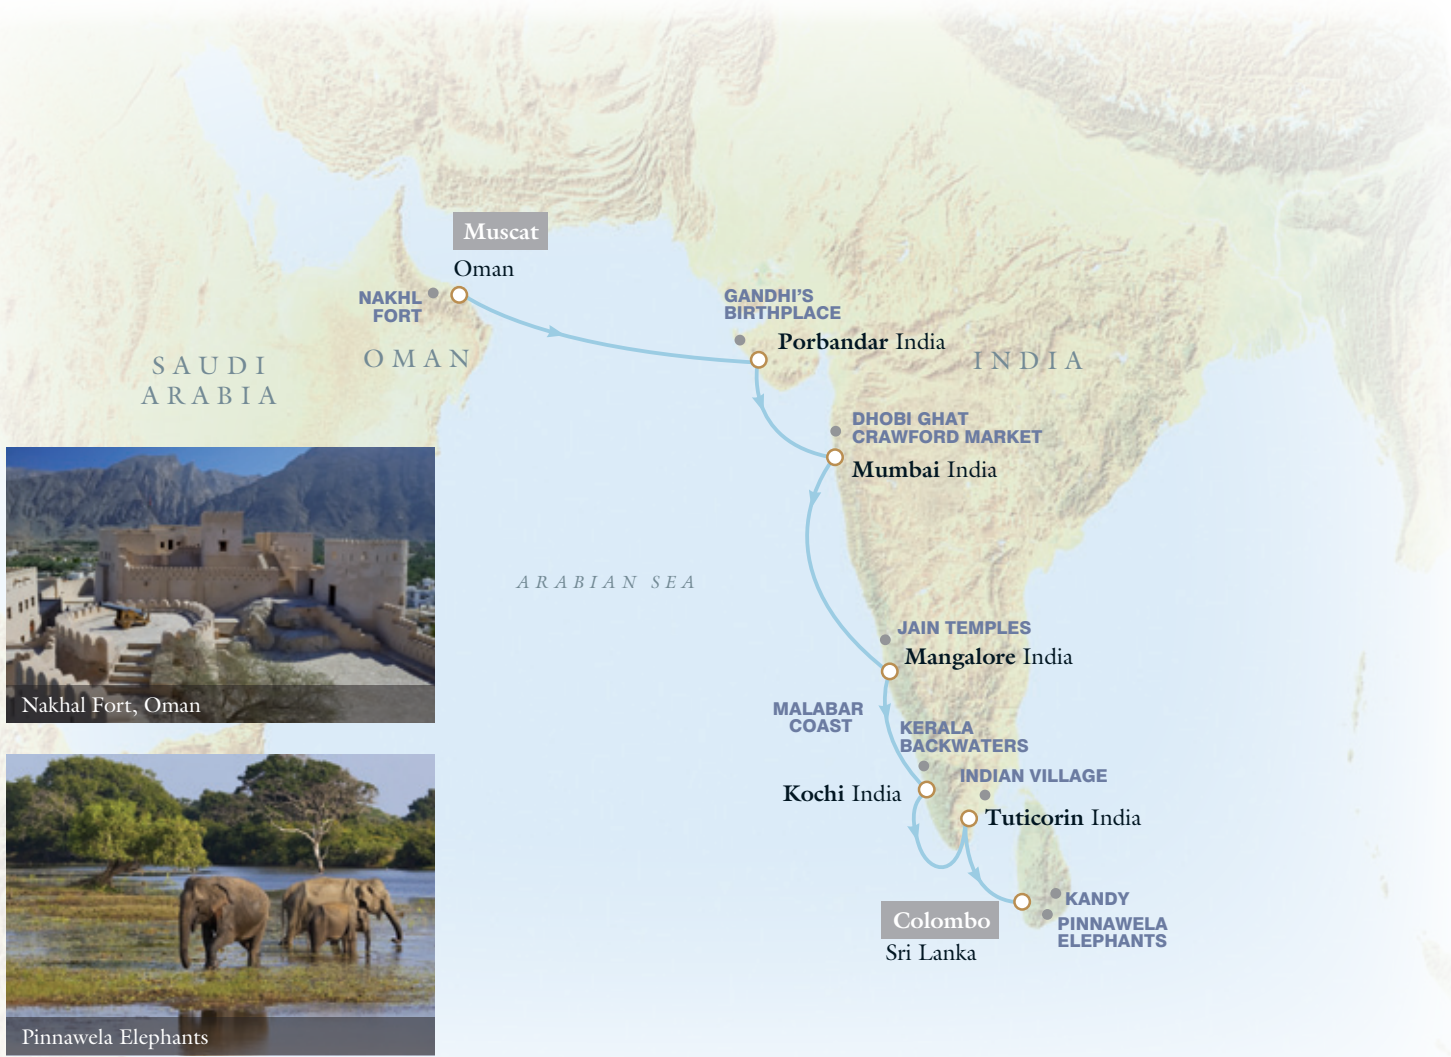 Muscat
Oman
NAKHL
FORT
GANDHI'S
BIRTHPLACE
Porbandar India
SAUDI
ARABIA
OMAN
INDIA
DHOBI GHAT
CRAWFORD MARKET
Mumbai India
ARABIAN SEA
JAIN TEMPLES
Mangalore India
Nakhal Fort, Oman
MALABAR
COAST
KERALA
BACKWATERS
INDIAN VILLAGE
Kochi India
Tuticorin India
KANDY
Colombo
Sri Lanka
PINNAWELA
ELEPHANTS
Pinnawela Elephants